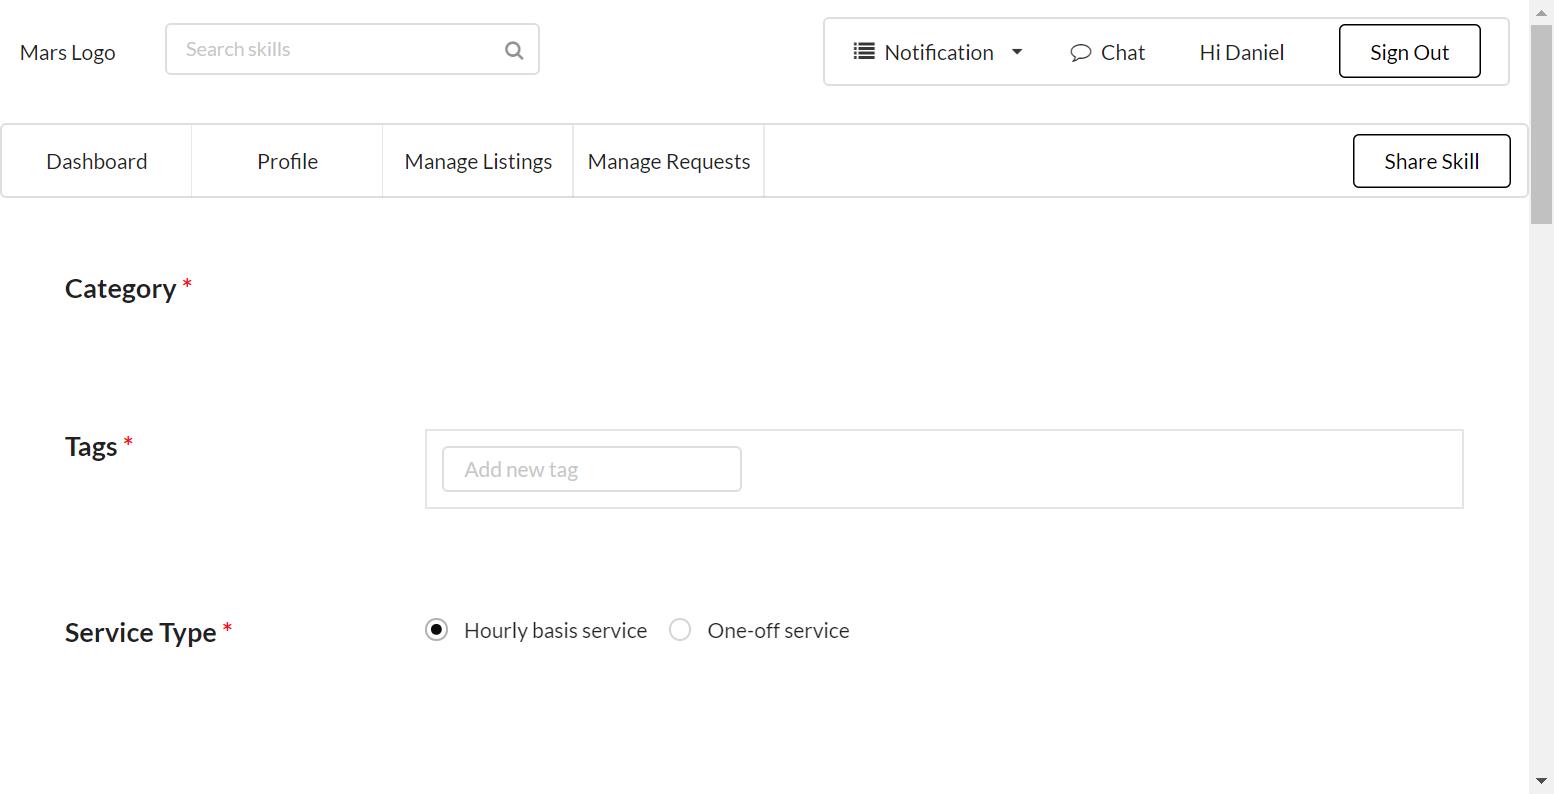 Mars Logo
Search skills
Notification
Chat
Hi Daniel
Sign Out
Dashboard
Profile
Manage Listings
Manage Requests
Share Skill
Category *
Tags *
Add new tag
Service Type *
Hourly basis service
One-off service